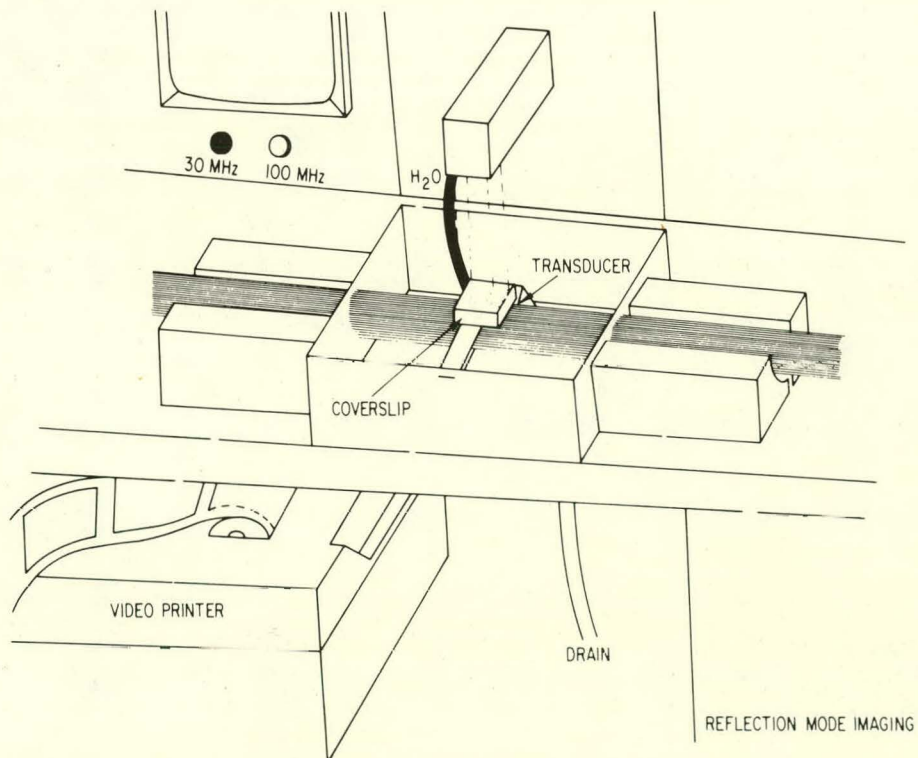 30 MHz 100 MHz
H₂O
TRANSDUCER
COVERSLIP
VIDEO PRINTER
DRAIN
REFLECTION MODE IMAGING